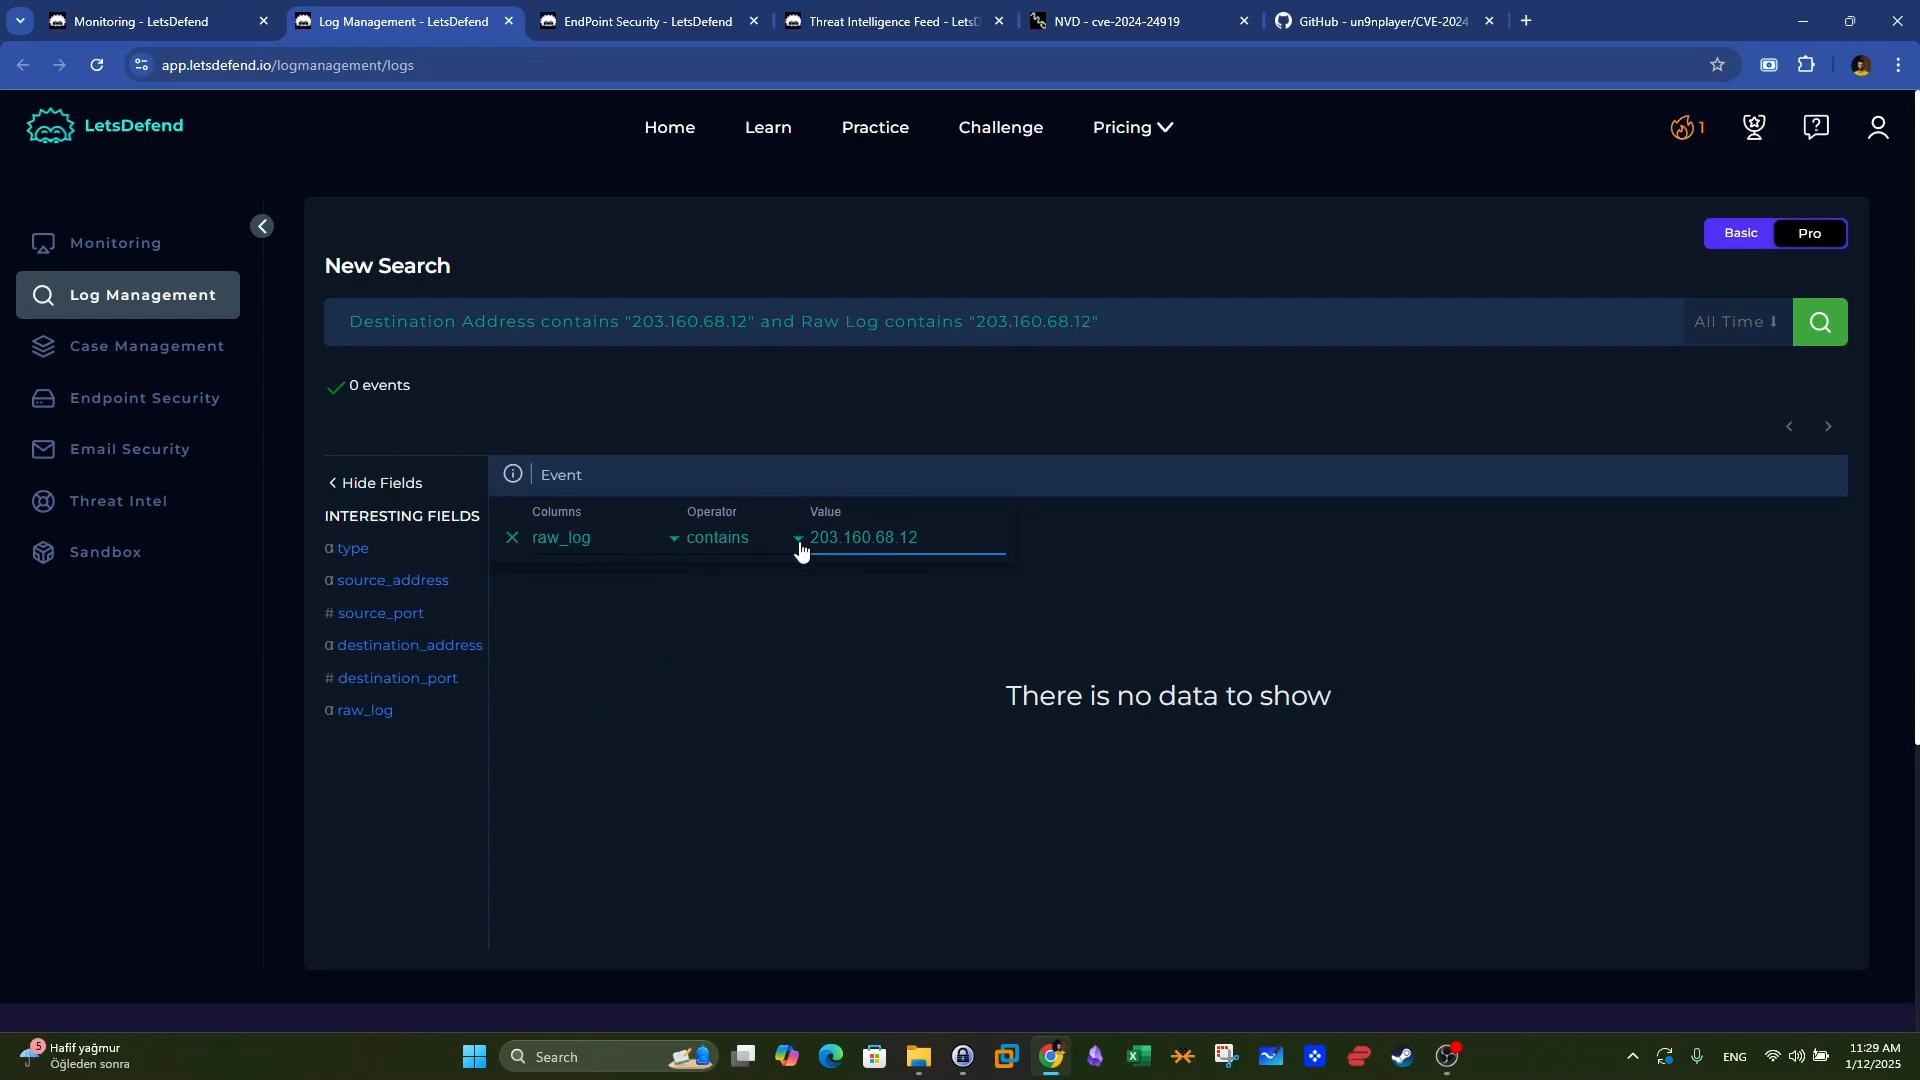 Monitoring - LetsDefend
Log Management - LetsDefend
EndPoint Security - LetsDefend
Threat Intelligence Feed - LetsD
NVD - cve-2024-24919
GitHub - un9nplayer/CVE-2024
app.letsdefend.io/logmanagement/logs
LetsDefend
Home
Learn
Practice
Challenge
Pricing
1
Monitoring
Log Management
Case Management
Endpoint Security
Email Security
Threat Intel
Sandbox
Basic
Pro
New Search
Destination Address contains "203.160.68.12" and Raw Log contains "203.160.68.12"
All Time
0 events
Hide Fields
INTERESTING FIELDS
α type
α source_address
# source_port
α destination_address
# destination_port
α raw_log
Event
Columns
Operator
Value
raw_log
contains
203.160.68.12
There is no data to show
5
Hafif yağmur
Öğleden sonra
Search
ENG
11:29 AM
1/12/2025